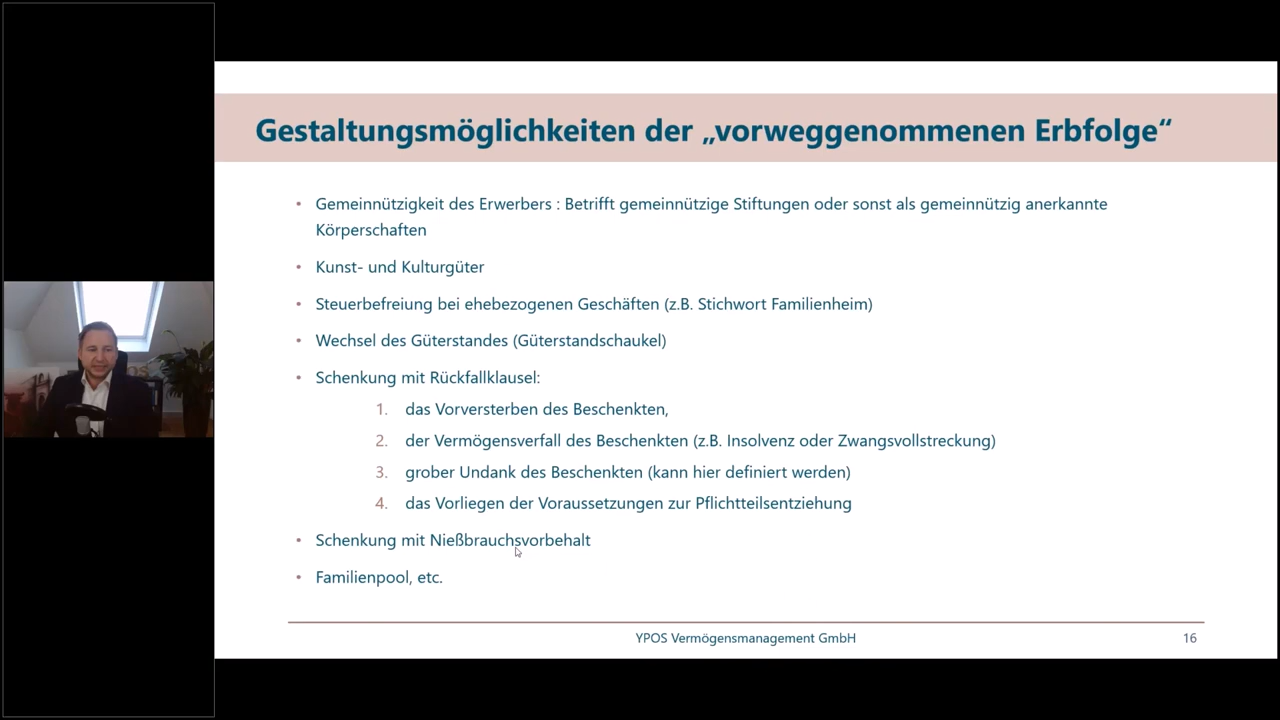 Gestaltungsmöglichkeiten der „vorweggenommenen Erbfolge“
• Gemeinnützigkeit des Erwerbers : Betrifft gemeinnützige Stiftungen oder sonst als gemeinnützig anerkannte
Körperschaften
• Kunst- und Kulturgüter
• Steuerbefreiung bei ehebezogenen Geschäften (z.B. Stichwort Familienheim)
• Wechsel des Güterstandes (Güterstandschaukel)
• Schenkung mit Rückfallklausel:
1. das Vorversterben des Beschenkten,
2. der Vermögensverfall des Beschenkten (z.B. Insolvenz oder Zwangsvollstreckung)
3. grober Undank des Beschenkten (kann hier definiert werden)
4. das Vorliegen der Voraussetzungen zur Pflichtteilsentziehung
• Schenkung mit Nießbrauchsvorbehalt
• Familienpool, etc.
YPOS Vermögensmanagement GmbH 16